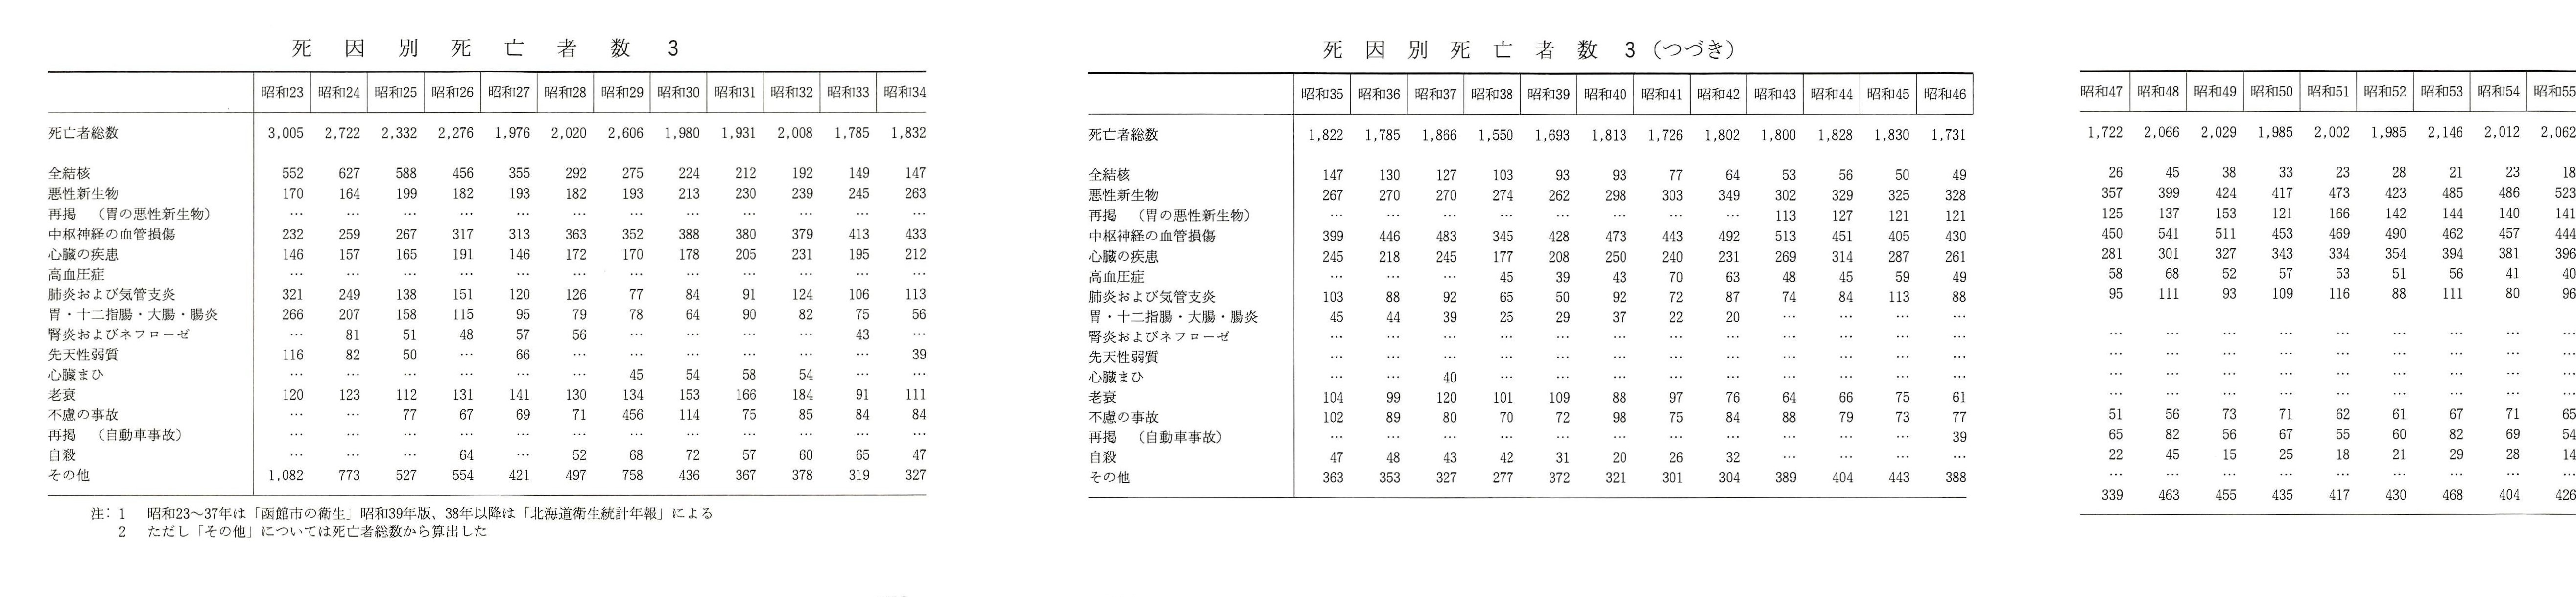 死因別死亡者数 3
昭和23 昭和24 昭和25 昭和26 昭和27 昭和28 昭和29 昭和30 昭和31 昭和32 昭和33 昭和34
死亡者総数 3,005 2,722 2,332 2,276 1,976 2,020 2,606 1,980 1,931 2,008 1,785 1,832
全結核 552 627 588 456 355 292 275 224 212 192 149 147
悪性新生物 170 164 199 182 193 182 193 213 230 239 245 263
再掲 (胃の悪性新生物) … … … … … … … … … … … …
中枢神経の血管損傷 232 259 267 317 313 363 352 388 380 379 413 433
心臓の疾患 146 157 165 191 146 172 170 178 205 231 195 212
高血圧症 … … … … … … … … … … … …
肺炎および気管支炎 321 249 138 151 120 126 77 84 91 124 106 113
胃・十二指腸・大腸・腸炎 266 207 158 115 95 79 78 64 90 82 75 56
腎炎およびネフローゼ … 81 51 48 57 56 … … … … 43 …
先天性弱質 116 82 50 … 66 … … … … … … 39
心臓まひ … … … … … … 45 54 58 54 … …
老衰 120 123 112 131 141 130 134 153 166 184 91 111
不慮の事故 … … 77 67 69 71 456 114 75 85 84 84
再掲 (自動車事故) … … … … … … … … … … … …
自殺 … … … 64 … 52 68 72 57 60 65 47
その他 1,082 773 527 554 421 497 758 436 367 378 319 327
注: 1 昭和23〜37年は「函館市の衛生」昭和39年版、38年以降は「北海道衛生統計年報」による
2 ただし「その他」については死亡者総数から算出した
死因別死亡者数 3 (つづき)
昭和35 昭和36 昭和37 昭和38 昭和39 昭和40 昭和41 昭和42 昭和43 昭和44 昭和45 昭和46
死亡者総数 1,822 1,785 1,866 1,550 1,693 1,813 1,726 1,802 1,800 1,828 1,830 1,731
全結核 147 130 127 103 93 93 77 64 53 56 50 49
悪性新生物 267 270 270 274 262 298 303 349 302 329 325 328
再掲 (胃の悪性新生物) … … … … … … … … 113 127 121 121
中枢神経の血管損傷 399 446 483 345 428 473 443 492 513 451 405 430
心臓の疾患 245 218 245 177 208 250 240 231 269 314 287 261
高血圧症 … … … 45 39 43 70 63 48 45 59 49
肺炎および気管支炎 103 88 92 65 50 92 72 87 74 84 113 88
胃・十二指腸・大腸・腸炎 45 44 39 25 29 37 22 20 … … … …
腎炎およびネフローゼ … … … … … … … … … … … …
先天性弱質 … … … … … … … … … … … …
心臓まひ … … 40 … … … … … … … … …
老衰 104 99 120 101 109 88 97 76 64 66 75 61
不慮の事故 102 89 80 70 72 98 75 84 88 79 73 77
再掲 (自動車事故) … … … … … … … … … … … 39
自殺 47 48 43 42 31 20 26 32 … … … …
その他 363 353 327 277 372 321 301 304 389 404 443 388
昭和47 昭和48 昭和49 昭和50 昭和51 昭和52 昭和53 昭和54 昭和55
1,722 2,066 2,029 1,985 2,002 1,985 2,146 2,012 2,062
26 45 38 33 23 28 21 23 18
357 399 424 417 473 423 485 486 523
125 137 153 121 166 142 144 140 141
450 541 511 453 469 490 462 457 444
281 301 327 343 334 354 394 381 396
58 68 52 57 53 51 56 41 40
95 111 93 109 116 88 111 80 96
… … … … … … … … …
… … … … … … … … …
… … … … … … … … …
… … … … … … … … …
51 56 73 71 62 61 67 71 65
65 82 56 67 55 60 82 69 54
22 45 15 25 18 21 29 28 14
… … … … … … … … …
339 463 455 435 417 430 468 404 426